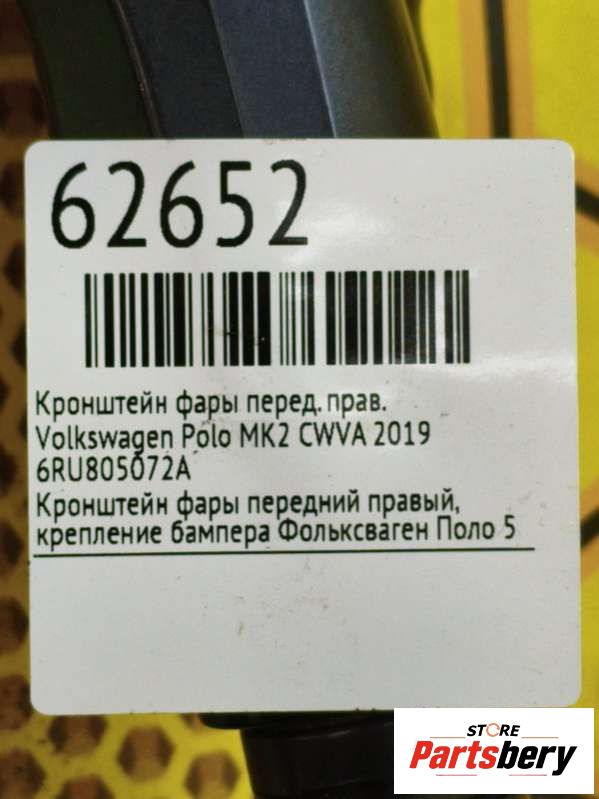 62652
Кронштейн фары перед. прав.
Volkswagen Polo MK2 CWVA 2019
6RU805072A
Кронштейн фары передний правый,
крепление бампера Фольксваген Поло 5
STORE
Partsbery